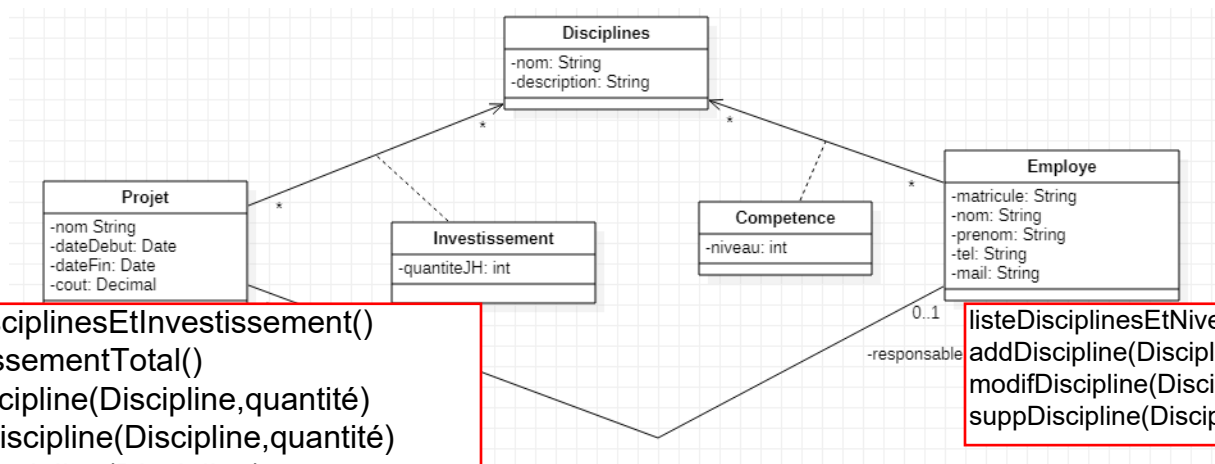 Disciplines
-nom: String
-description: String
*
*
Projet
-nom String
-dateDebut: Date
-dateFin: Date
-cout: Decimal
*
Investissement
-quantiteJH: int
Competence
-niveau: int
*
Employe
-matricule: String
-nom: String
-prenom: String
-tel: String
-mail: String
0..1
-responsable
sciplinesEtInvestissement()
ssementTotal()
cipline(Discipline,quantité)
iscipline(Discipline,quantité)
listeDisciplinesEtNive
addDiscipline(Discipl
modifDiscipline(Disci
suppDiscipline(Discip